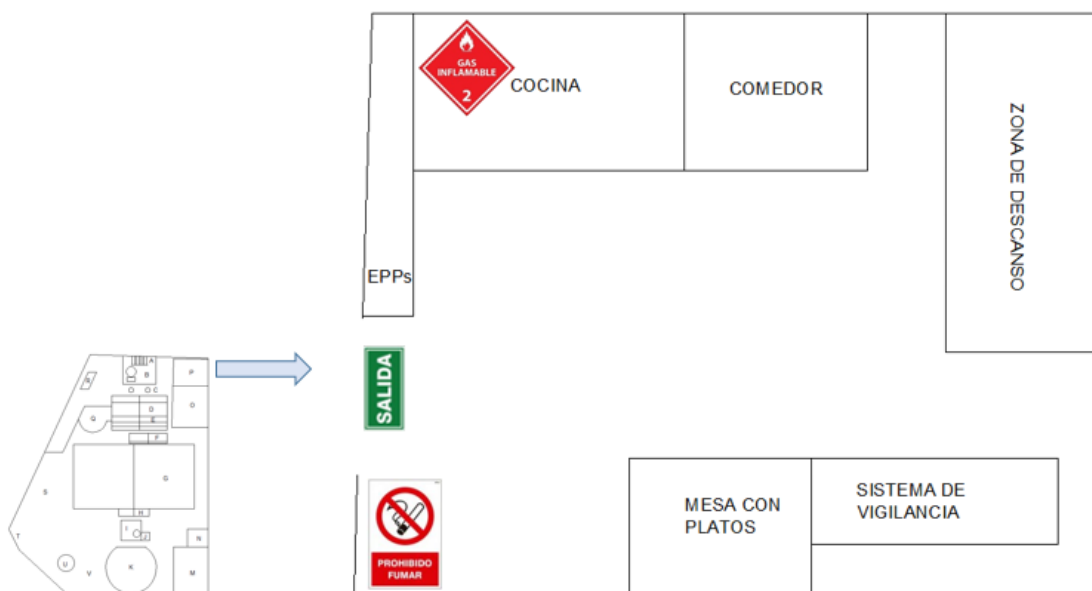 GAS
INFLAMABLE
2
COCINA
COMEDOR
ZONA DE DESCANSO
EPPs
SALIDA
A
B
P
R
C
D
O
E
Q
F
S
G
H
T
I
J
N
U
V
K
M
MESA CON
PLATOS
SISTEMA DE
VIGILANCIA
PROHIBIDO
FUMAR